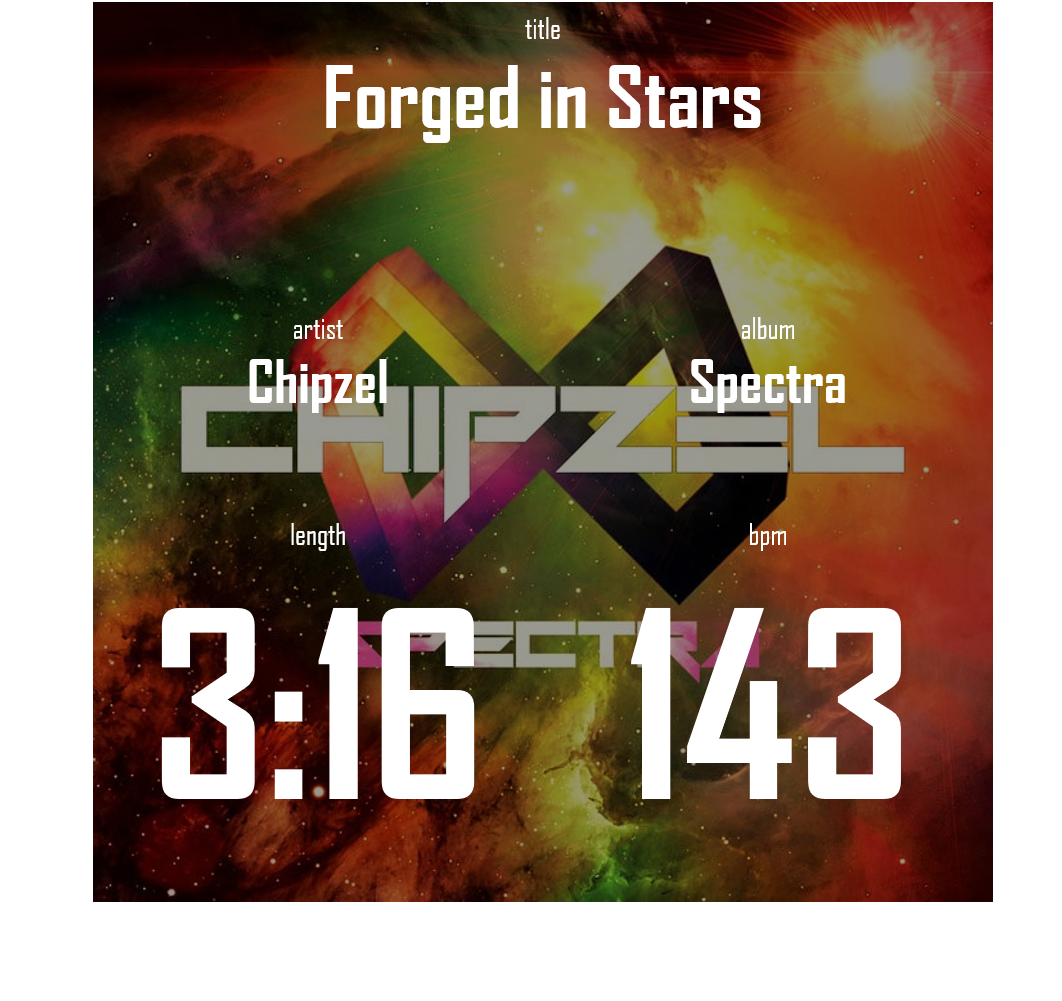 title
Forged in Stars
artist
album
Chipzel
Spectra
CHIPZEL
length
bpm
3:16
143
SPECTRA